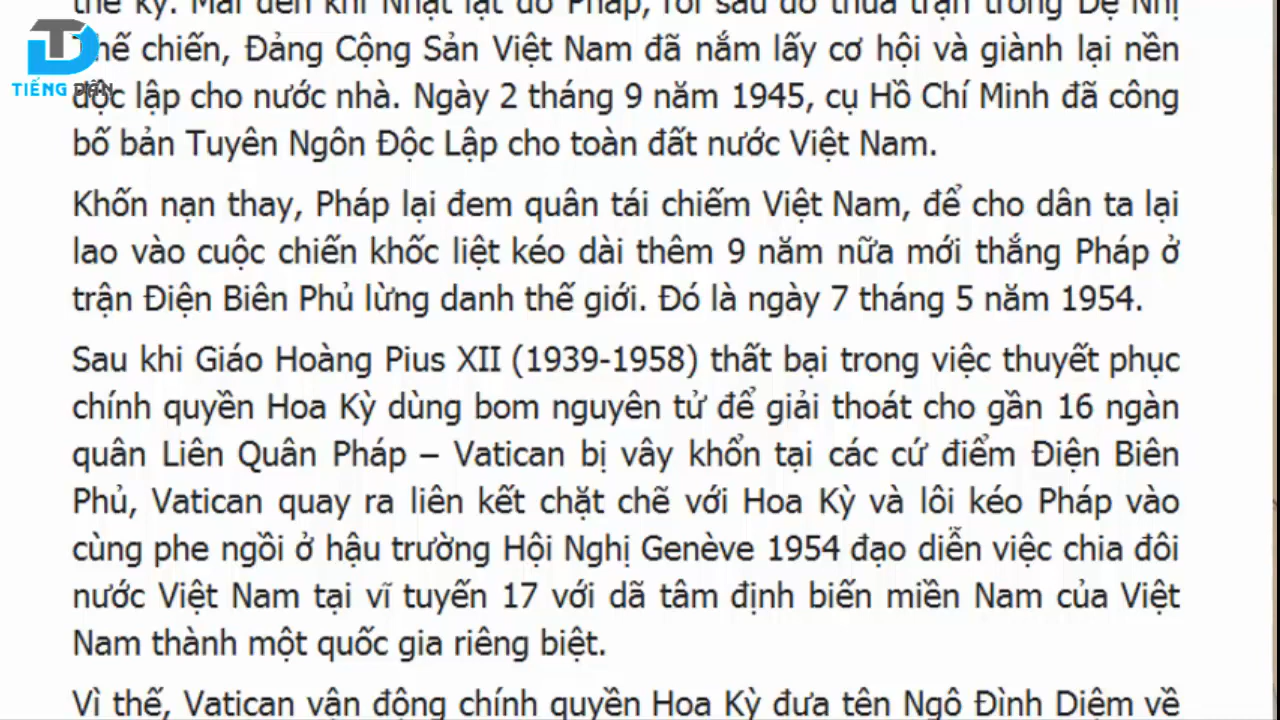 thế kỷ. Mãi đến khi Nhật lật đổ Pháp, rồi sau đó thua trận trong Đệ Nhị
Thế chiến, Đảng Cộng Sản Việt Nam đã nắm lấy cơ hội và giành lại nền
độc lập cho nước nhà. Ngày 2 tháng 9 năm 1945, cụ Hồ Chí Minh đã công
bố bản Tuyên Ngôn Độc Lập cho toàn đất nước Việt Nam.
Khốn nạn thay, Pháp lại đem quân tái chiếm Việt Nam, để cho dân ta lại
lao vào cuộc chiến khốc liệt kéo dài thêm 9 năm nữa mới thắng Pháp ở
trận Điện Biên Phủ lừng danh thế giới. Đó là ngày 7 tháng 5 năm 1954.
Sau khi Giáo Hoàng Pius XII (1939-1958) thất bại trong việc thuyết phục
chính quyền Hoa Kỳ dùng bom nguyên tử để giải thoát cho gần 16 ngàn
quân Liên Quân Pháp – Vatican bị vây khổn tại các cứ điểm Điện Biên
Phủ, Vatican quay ra liên kết chặt chẽ với Hoa Kỳ và lôi kéo Pháp vào
cùng phe ngồi ở hậu trường Hội Nghị Genève 1954 đạo diễn việc chia đôi
nước Việt Nam tại vĩ tuyến 17 với dã tâm định biến miền Nam của Việt
Nam thành một quốc gia riêng biệt.
Vì thế, Vatican vận động chính quyền Hoa Kỳ đưa tên Ngô Đình Diệm về
TD
TIẾNG DÂN